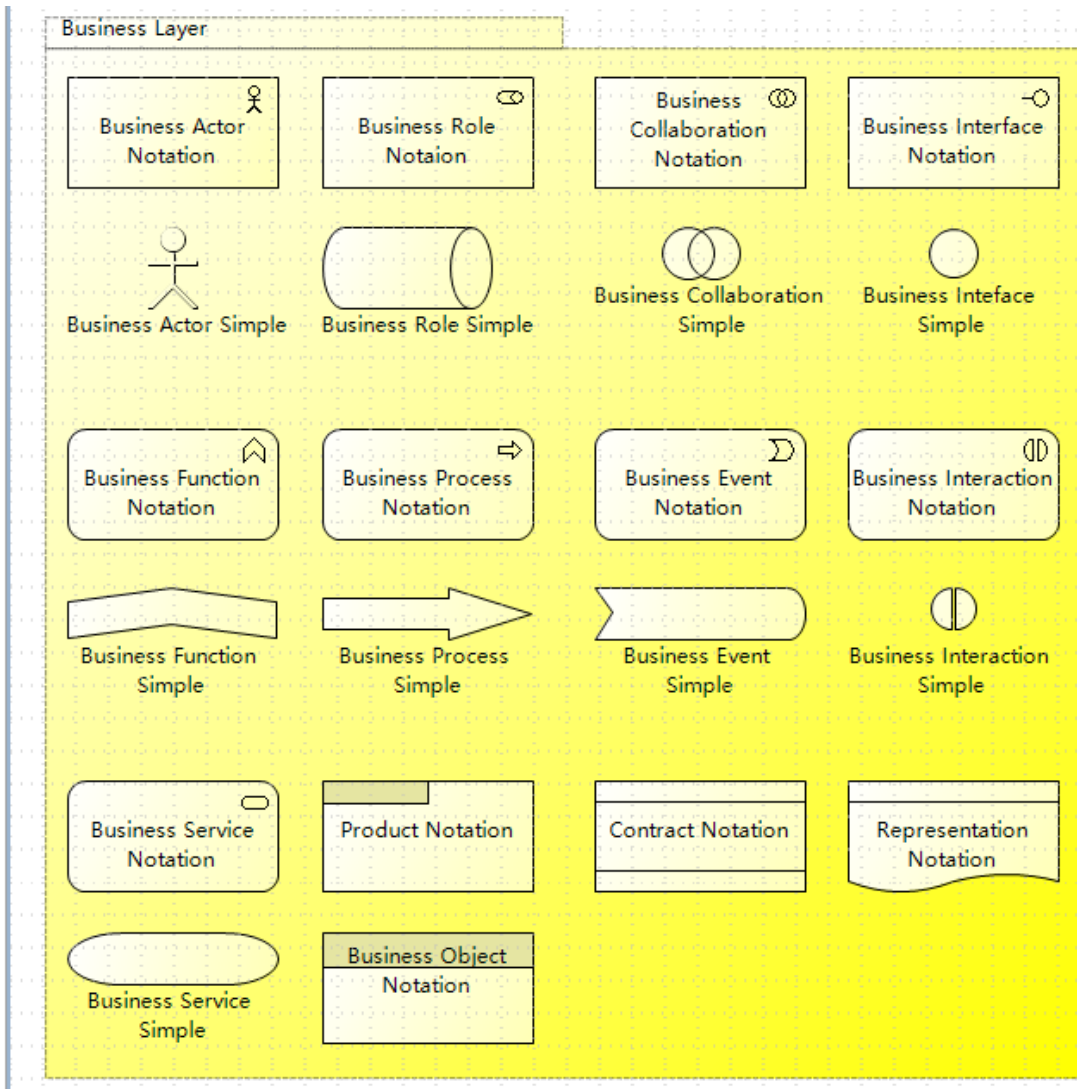 Business Layer
Business Actor
Notation
Business Role
Notaion
Business
Collaboration
Notation
Business Interface
Notation
Business Actor Simple
Business Role Simple
Business Collaboration
Simple
Business Inteface
Simple
Business Function
Notation
Business Process
Notation
Business Event
Notation
Business Interaction
Notation
Business Function
Simple
Business Process
Simple
Business Event
Simple
Business Interaction
Simple
Business Service
Notation
Product Notation
Contract Notation
Representation
Notation
Business Service
Simple
Business Object
Notation